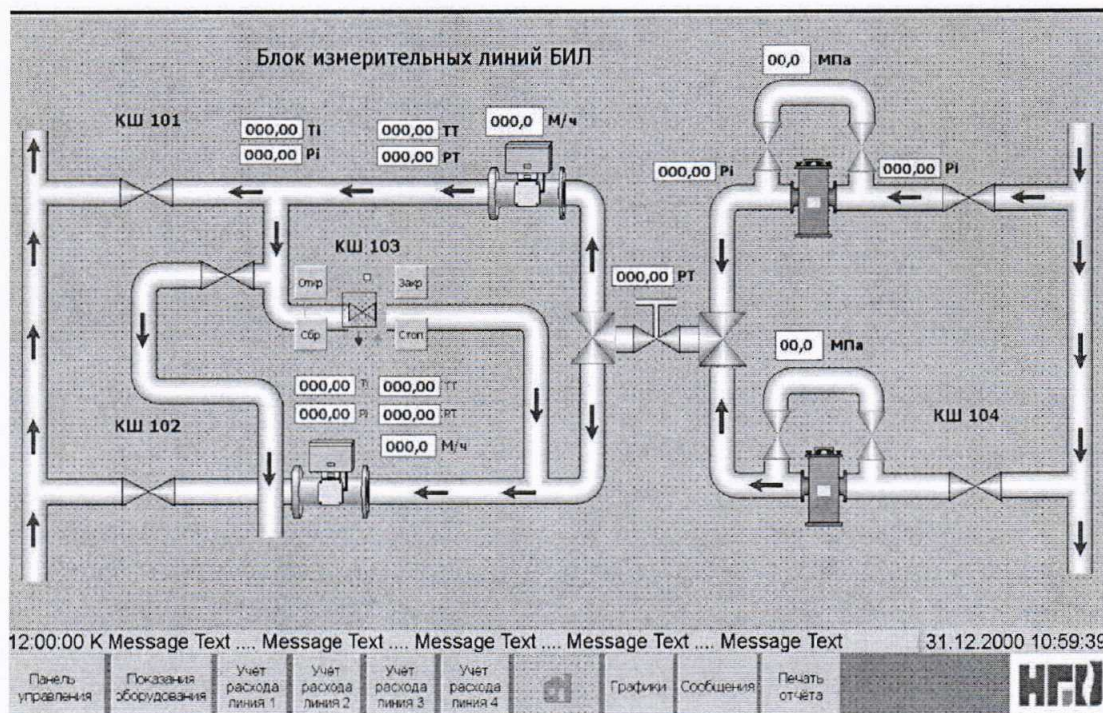 Блок измерительных линий БИЛ
00,0 МПа
КШ 101
000,00 Ti
000,00 Pi
000,00 TT
000,00 PT
000,0 М/ч
000,00 Pi
000,00 Pi
КШ 103
Откр
Закр
Сбр
Стоп
000,00 PT
00,0 МПа
000,00 Ti
000,00 TT
000,00 Pi
000,00 PT
000,0 М/ч
КШ 102
КШ 104
12:00:00 K Message Text .... Message Text .... Message Text .... Message Text .... Message Text
31.12.2000 10:59:39
Панель
управления
Показания
оборудования
Учет
расхода
линия 1
Учет
расхода
линия 2
Учет
расхода
линия 3
Учет
расхода
линия 4
Графики
Сообщения
Печать
отчёта